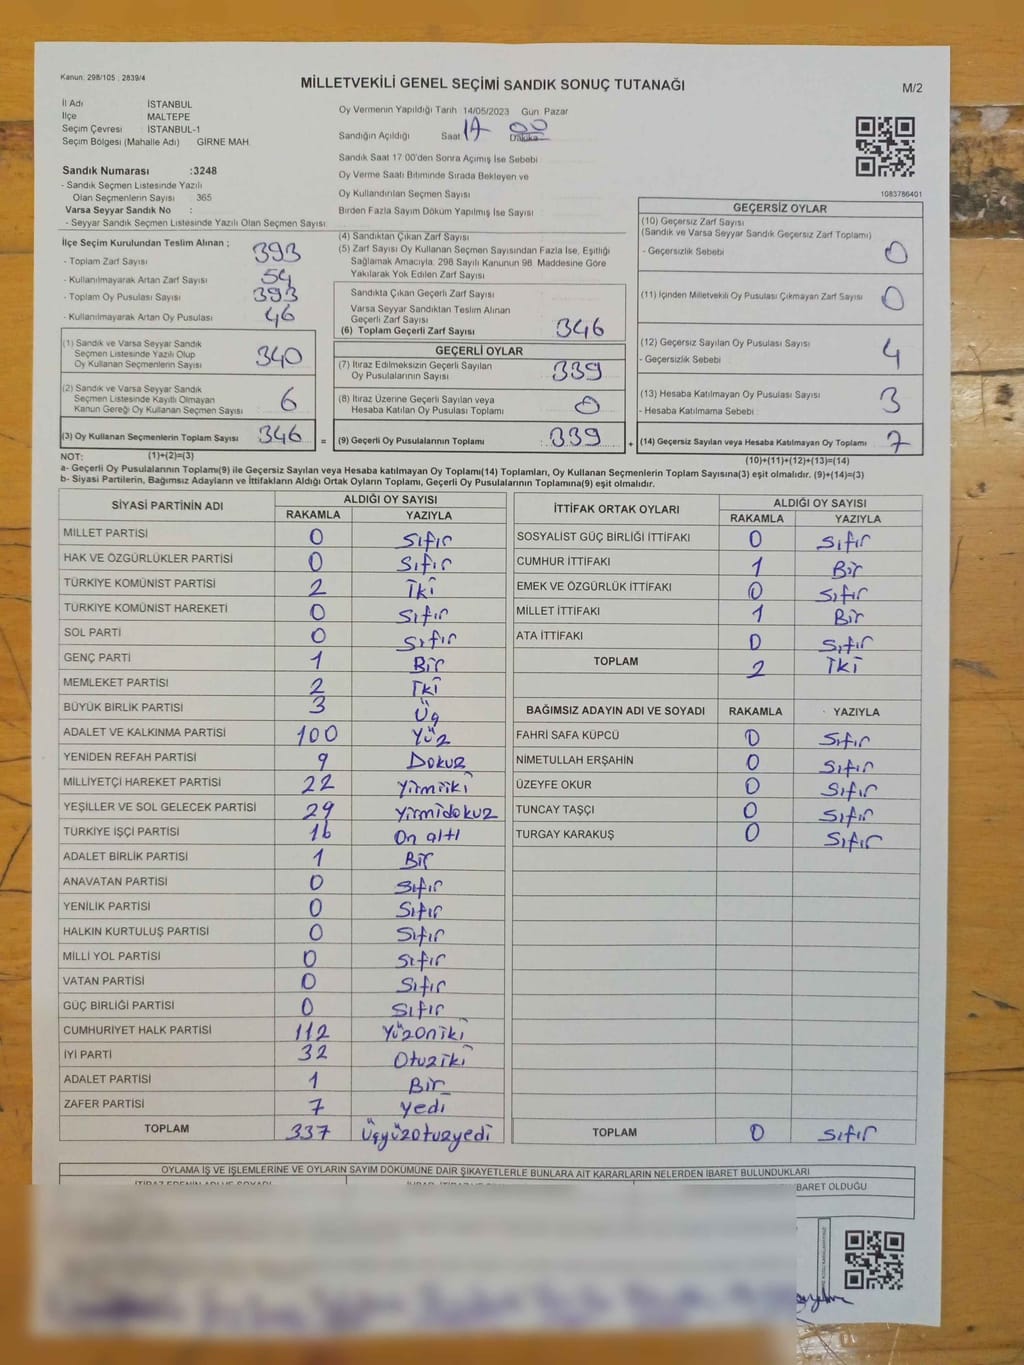 Kanun: 298/105 , 2839/4
MİLLETVEKİLİ GENEL SEÇİMİ SANDIK SONUÇ TUTANAĞI
M/2
İl Adı İSTANBUL
İlçe MALTEPE
Seçim Çevresi : İSTANBUL-1
Seçim Bölgesi (Mahalle Adı) GİRNE MAH.
Sandık Numarası :3248
- Sandık Seçmen Listesinde Yazılı
Olan Seçmenlerin Sayısı : 365
Varsa Seyyar Sandık No :
- Seyyar Sandık Seçmen Listesinde Yazılı Olan Seçmen Sayısı
İlçe Seçim Kurulundan Teslim Alınan ;
- Toplam Zarf Sayısı 393
- Kullanılmayarak Artan Zarf Sayısı 54
- Toplam Oy Pusulası Sayısı 393
- Kullanılmayarak Artan Oy Pusulası 46
(1) Sandık ve Varsa Seyyar Sandık
Seçmen Listesinde Yazılı Olup
Oy Kullanan Seçmenlerin Sayısı 340
(2) Sandık ve Varsa Seyyar Sandık
Seçmen Listesinde Kayıtlı Olmayan
Kanun Gereği Oy Kullanan Seçmen Sayısı 6
(3) Oy Kullanan Seçmenlerin Toplam Sayısı 346 =
Oy Vermenin Yapıldığı Tarih 14/05/2023 Gün Pazar
Sandığın Açıldığı Saat 17 00 Dakika
Sandık Saat 17 00'den Sonra Açımış İse Sebebi
Oy Verme Saati Bitiminde Sırada Bekleyen ve
Oy Kullandırılan Seçmen Sayısı
Birden Fazla Sayım Döküm Yapılmış İse Sayısı
(4) Sandıktan Çıkan Zarf Sayısı
(5) Zarf Sayısı Oy Kullanan Seçmen Sayısından Fazla İse, Eşitliği
Sağlamak Amacıyla, 298 Sayılı Kanunun 98. Maddesine Göre
Yakılarak Yok Edilen Zarf Sayısı
Sandıkta Çıkan Geçerli Zarf Sayısı
Varsa Seyyar Sandıktan Teslim Alınan
Geçerli Zarf Sayısı
(6) Toplam Geçerli Zarf Sayısı 346
GEÇERLİ OYLAR
(7) İtiraz Edilmeksizin Geçerli Sayılan
Oy Pusulalarının Sayısı 339
(8) İtiraz Üzerine Geçerli Sayılan veya
Hesaba Katılan Oy Pusulası Toplamı 0
(9) Geçerli Oy Pusulalarının Toplamı 339 +
1083786401
GEÇERSİZ OYLAR
(10) Geçersiz Zarf Sayısı
(Sandık ve Varsa Seyyar Sandık Geçersiz Zarf Toplamı)
- Geçersizlik Sebebi 0
(11) İçinden Milletvekili Oy Pusulası Çıkmayan Zarf Sayısı 0
(12) Geçersiz Sayılan Oy Pusulası Sayısı
- Geçersizlik Sebebi 4
(13) Hesaba Katılmayan Oy Pusulası Sayısı
- Hesaba Katılmama Sebebi 3
(14) Geçersiz Sayılan veya Hesaba Katılmayan Oy Toplamı 7
NOT: (1)+(2)=(3) (10)+(11)+(12)+(13)=(14)
a- Geçerli Oy Pusulalarının Toplamı(9) ile Geçersiz Sayılan veya Hesaba katılmayan Oy Toplamı(14) Toplamları, Oy Kullanan Seçmenlerin Toplam Sayısına(3) eşit olmalıdır. (9)+(14)=(3)
b- Siyasi Partilerin, Bağımsız Adayların ve İttifakların Aldığı Ortak Oyların Toplamı, Geçerli Oy Pusulalarının Toplamına(9) eşit olmalıdır.
SİYASİ PARTİNİN ADI ALDIĞI OY SAYISI
RAKAMLA YAZIYLA
MİLLET PARTİSİ 0 Sıfır
HAK VE ÖZGÜRLÜKLER PARTİSİ 0 Sıfır
TÜRKİYE KOMÜNİST PARTİSİ 2 İki
TÜRKİYE KOMÜNİST HAREKETİ 0 Sıfır
SOL PARTİ 0 Sıfır
GENÇ PARTİ 1 Bir
MEMLEKET PARTİSİ 2 İki
BÜYÜK BİRLİK PARTİSİ 3 Üç
ADALET VE KALKINMA PARTİSİ 100 Yüz
YENİDEN REFAH PARTİSİ 9 Dokuz
MİLLİYETÇİ HAREKET PARTİSİ 22 Yirmiiki
YEŞİLLER VE SOL GELECEK PARTİSİ 29 Yirmidokuz
TÜRKİYE İŞÇİ PARTİSİ 16 On altı
ADALET BİRLİK PARTİSİ 1 Bir
ANAVATAN PARTİSİ 0 Sıfır
YENİLİK PARTİSİ 0 Sıfır
HALKIN KURTULUŞ PARTİSİ 0 Sıfır
MİLLİ YOL PARTİSİ 0 Sıfır
VATAN PARTİSİ 0 Sıfır
GÜÇ BİRLİĞİ PARTİSİ 0 Sıfır
CUMHURİYET HALK PARTİSİ 112 Yüzoniki
İYİ PARTİ 32 Otuziki
ADALET PARTİSİ 1 Bir
ZAFER PARTİSİ 7 Yedi
TOPLAM 337 Üçyüzotuzyedi
İTTİFAK ORTAK OYLARI ALDIĞI OY SAYISI
RAKAMLA YAZIYLA
SOSYALİST GÜÇ BİRLİĞİ İTTİFAKI 0 Sıfır
CUMHUR İTTİFAKI 1 Bir
EMEK VE ÖZGÜRLÜK İTTİFAKI 0 Sıfır
MİLLET İTTİFAKI 1 Bir
ATA İTTİFAKI 0 Sıfır
TOPLAM 2 İki
BAĞIMSIZ ADAYIN ADI VE SOYADI RAKAMLA YAZIYLA
FAHRİ SAFA KÜPCÜ 0 Sıfır
NİMETULLAH ERŞAHİN 0 Sıfır
ÜZEYFE OKUR 0 Sıfır
TUNCAY TAŞÇI 0 Sıfır
TURGAY KARAKUŞ 0 Sıfır
TOPLAM 0 Sıfır
OYLAMA İŞ VE İŞLEMLERİNE VE OYLARIN SAYIM DÖKÜMÜNE DAİR ŞİKAYETLERLE BUNLARA AİT KARARLARIN NELERDEN İBARET BULUNDUKLARI
BARET OLDUĞU